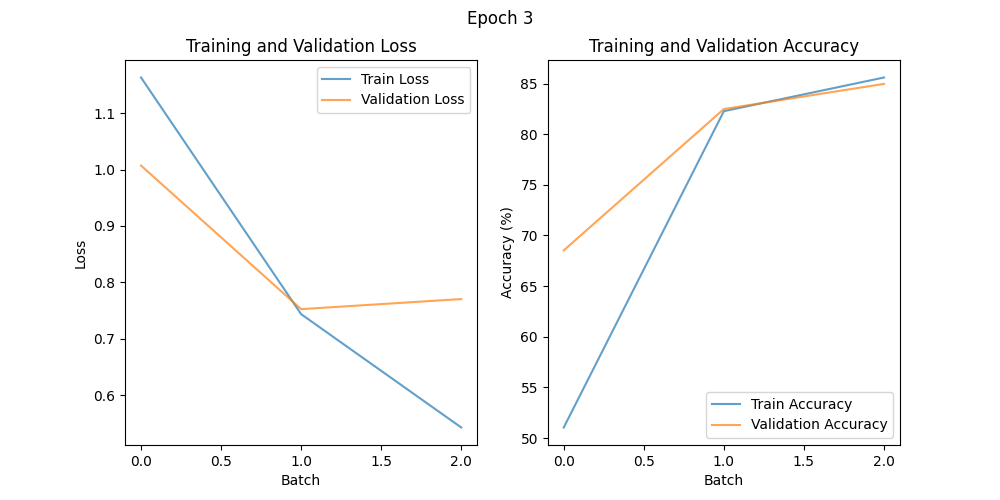 Epoch 3
Training and Validation Loss
Train Loss
Validation Loss
1.1
1.0
0.9
0.8
0.7
0.6
Loss
0.0 0.5 1.0 1.5 2.0
Batch
Training and Validation Accuracy
85
80
75
70
65
60
55
50
Accuracy (%)
Train Accuracy
Validation Accuracy
0.0 0.5 1.0 1.5 2.0
Batch